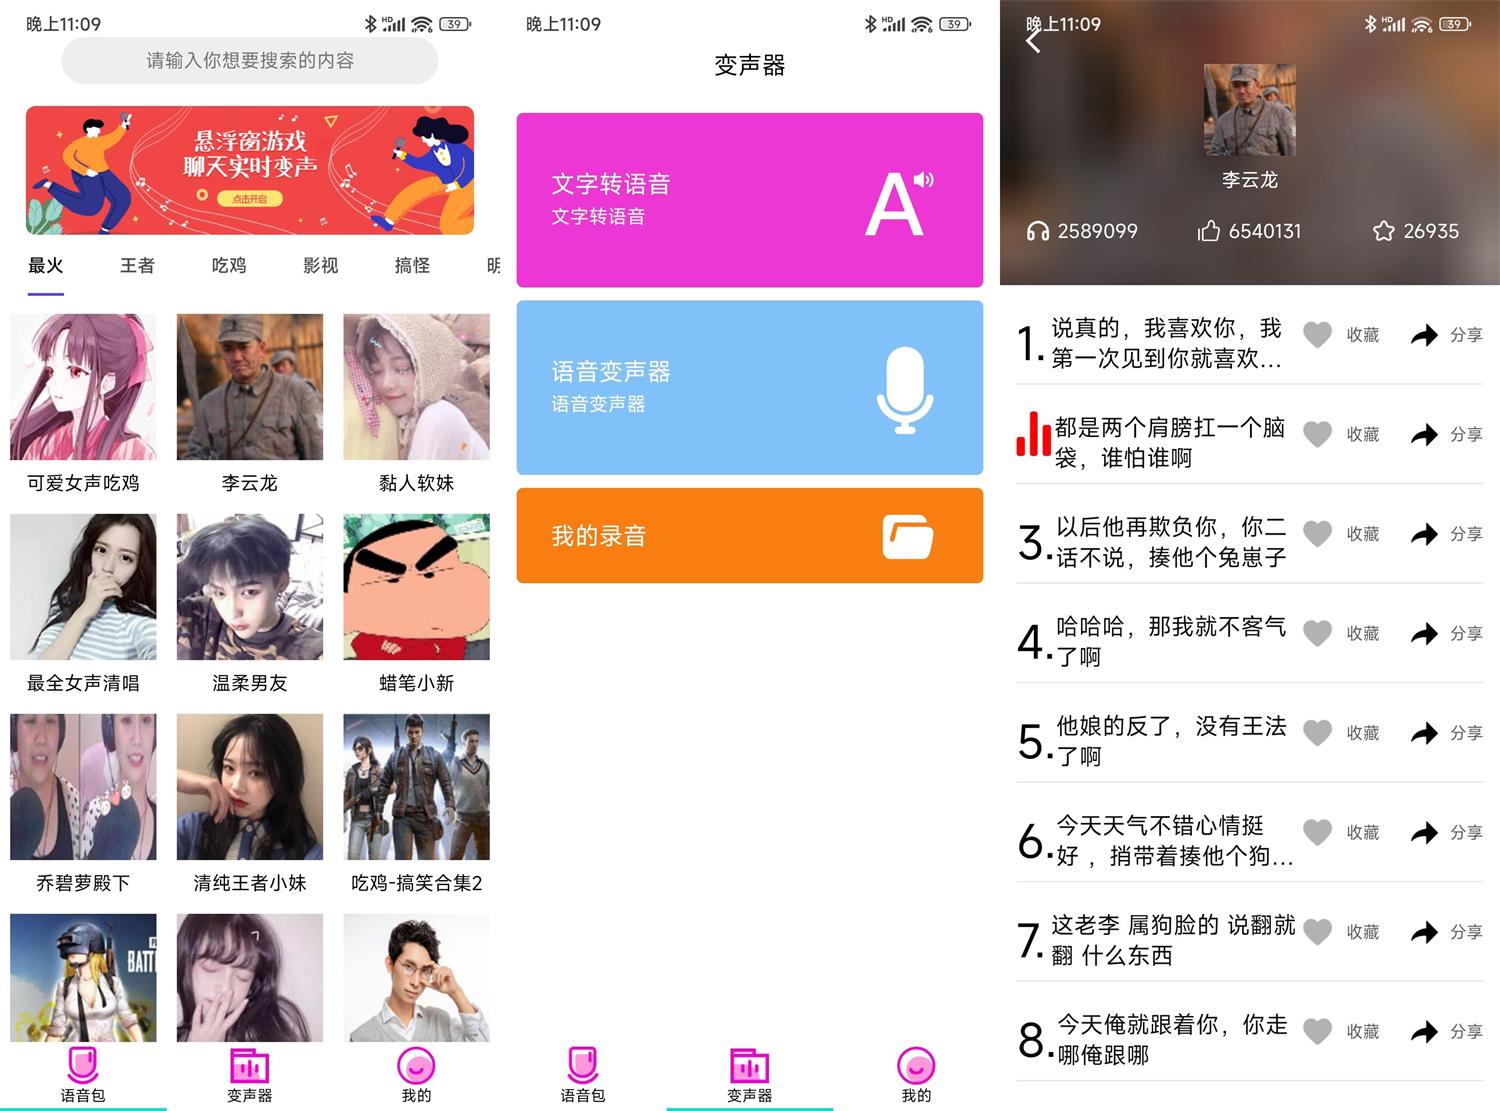 晚上11:09
HD
39
请输入你想要搜索的内容
悬浮窗游戏
聊天实时变声
点击开启
最火
王者
吃鸡
影视
搞怪
可爱女声吃鸡
李云龙
黏人软妹
最全女声清唱
温柔男友
蜡笔小新
乔碧萝殿下
清纯王者小妹
吃鸡-搞笑合集2
语音包
变声器
我的
晚上11:09
HD
39
变声器
文字转语音
文字转语音
A
语音变声器
语音变声器
我的录音
语音包
变声器
我的
晚上11:09
HD
39
李云龙
2589099
6540131
26935
1.
说真的，我喜欢你，我
第一次见到你就喜欢...
收藏
分享
都是两个肩膀扛一个脑
袋，谁怕谁啊
收藏
分享
3.
以后他再欺负你，你二
话不说，揍他个兔崽子
收藏
分享
4.
哈哈哈，那我就不客气
了啊
收藏
分享
5.
他娘的反了，没有王法
了啊
收藏
分享
6.
今天天气不错心情挺
好 ，捎带着揍他个狗...
收藏
分享
7.
这老李 属狗脸的 说翻就
翻 什么东西
收藏
分享
8.
今天俺就跟着你，你走
哪俺跟哪
收藏
分享